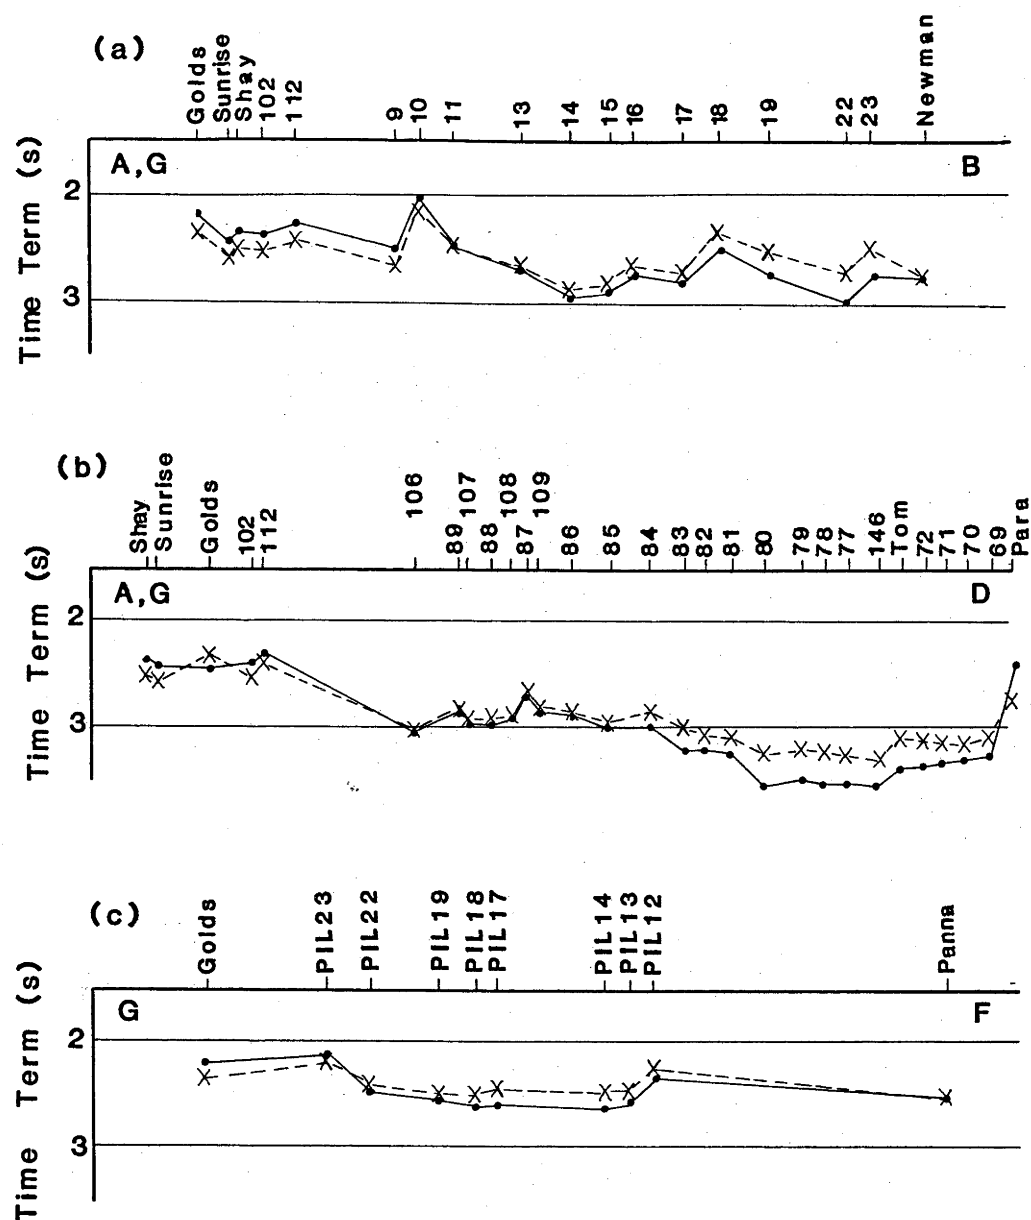 (a)
Golds Sunrise Shay 102 112 9 10 11 13 14 15 16 17 18 19 22 23 Newman
A,G B
2
3
Time Term (s)
(b)
Shay Sunrise Golds 102 112 106 89 107 88 108 87 109 86 85 84 83 82 81 80 79 78 77 146 Tom 72 71 70 69 Para
A,G D
2
3
Time Term (s)
(c)
Golds PIL23 PIL22 PIL19 PIL18 PIL17 PIL14 PIL13 PIL12 Panna
G F
2
3
Time Term (s)